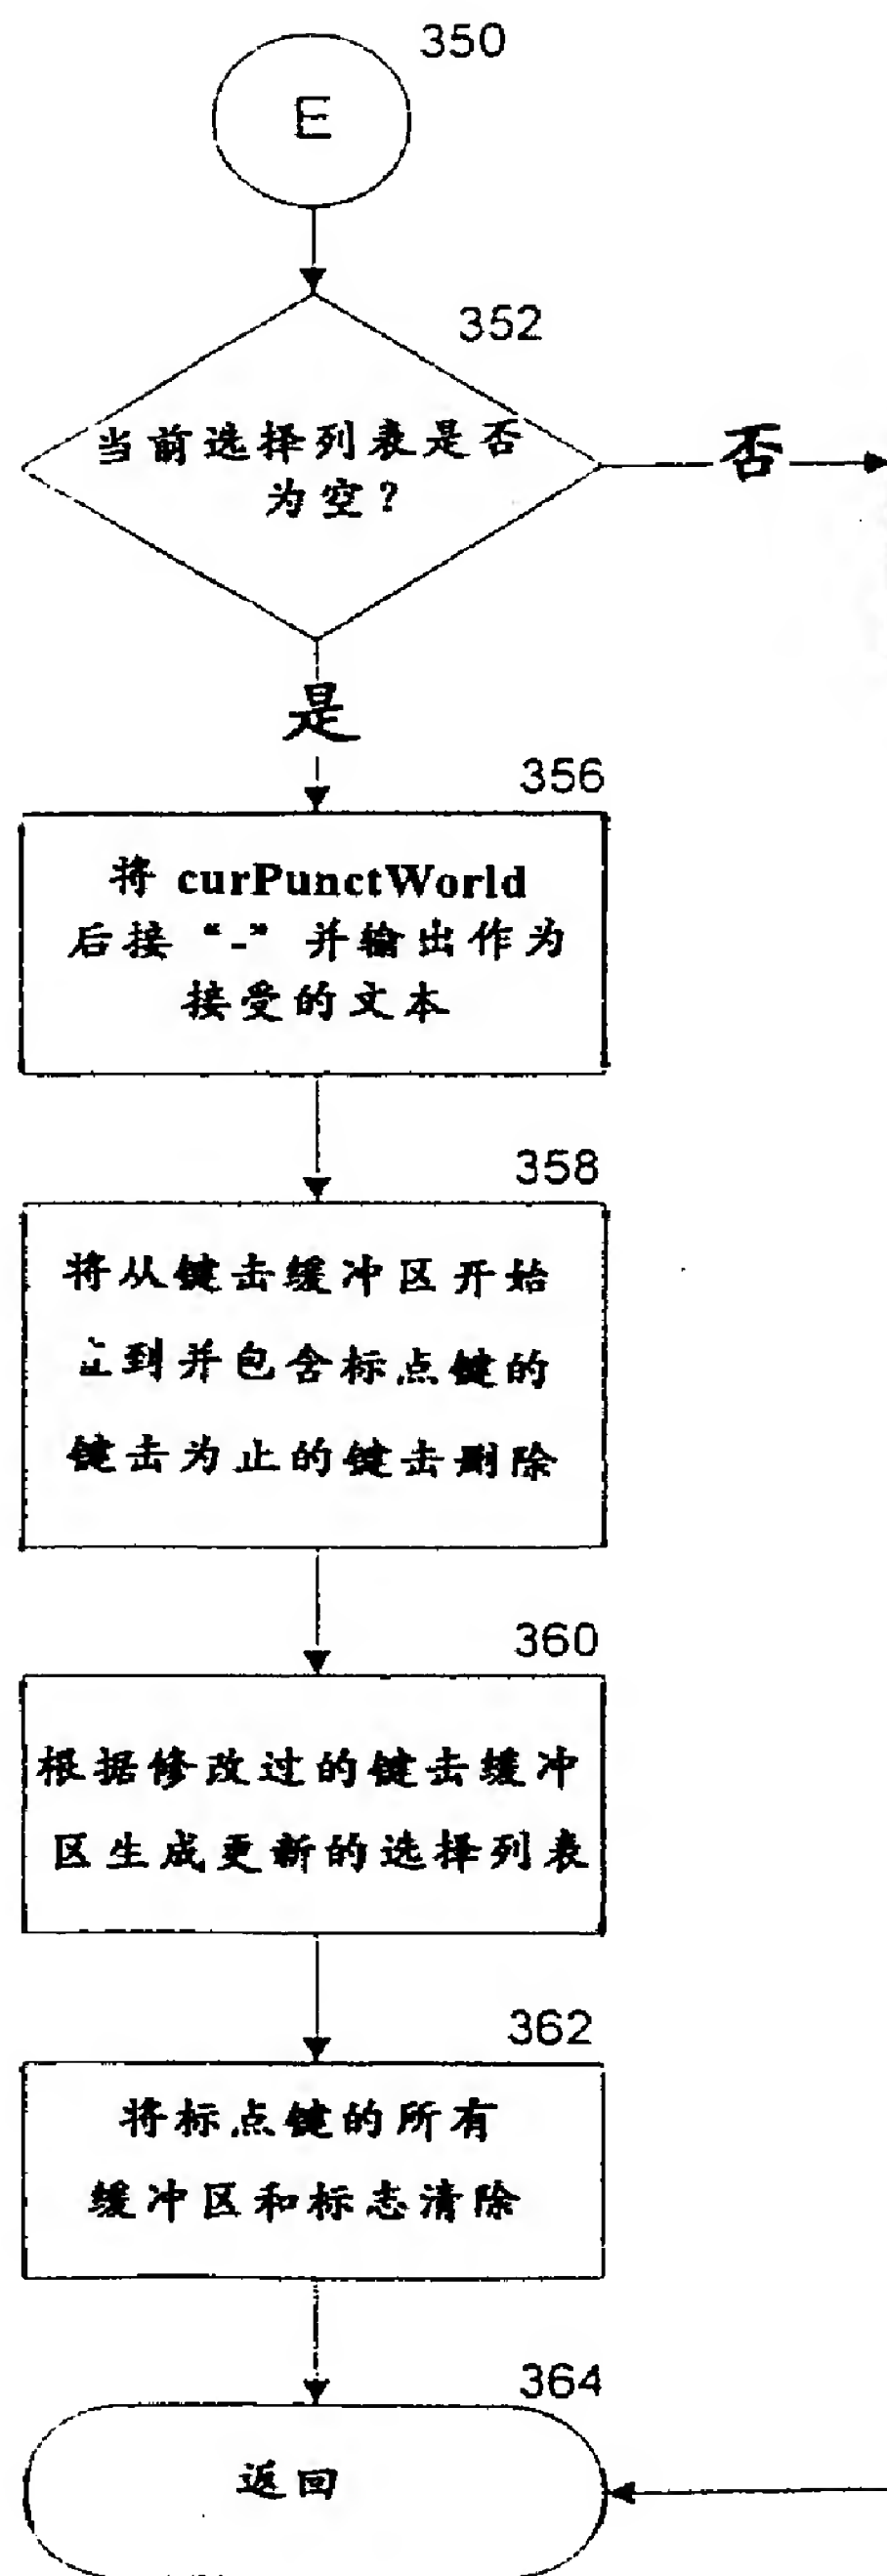 350
E
352
当前选择列表是否
为空？
否
是
356
将 curPunctWorld
后接“-”并输出作为
接受的文本
358
将从键击缓冲区开始
到并包含标点键的
键击为止的键击删除
360
根据修改过的键击缓冲
区生成更新的选择列表
362
将标点键的所有
缓冲区和标志清除
364
返回